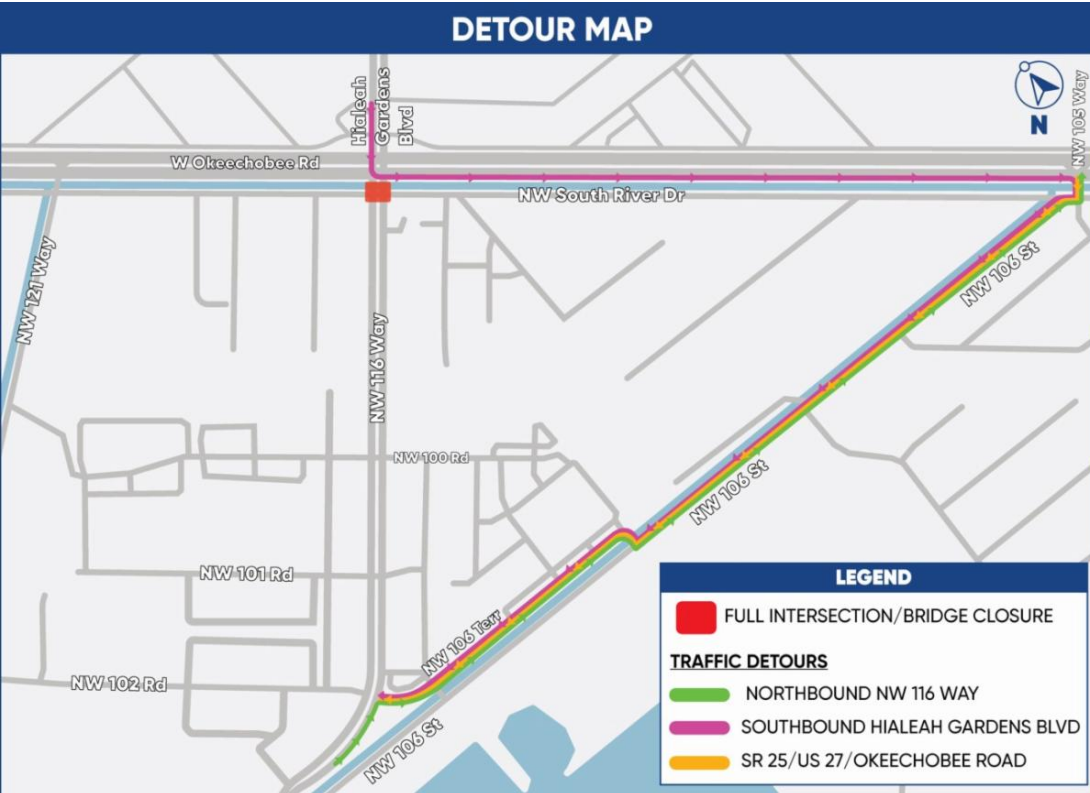 DETOUR MAP
Hialeah
Gardens
Blvd
N
NW 105 Way
W Okeechobee Rd
NW South River Dr
NW 121 Way
NW 106 St
NW 116 Way
NW 100 Rd
NW 106 St
NW 101 Rd
NW 106 Terr
NW 102 Rd
NW 106 St
LEGEND
FULL INTERSECTION/BRIDGE CLOSURE
TRAFFIC DETOURS
NORTHBOUND NW 116 WAY
SOUTHBOUND HIALEAH GARDENS BLVD
SR 25/US 27/OKEECHOBEE ROAD